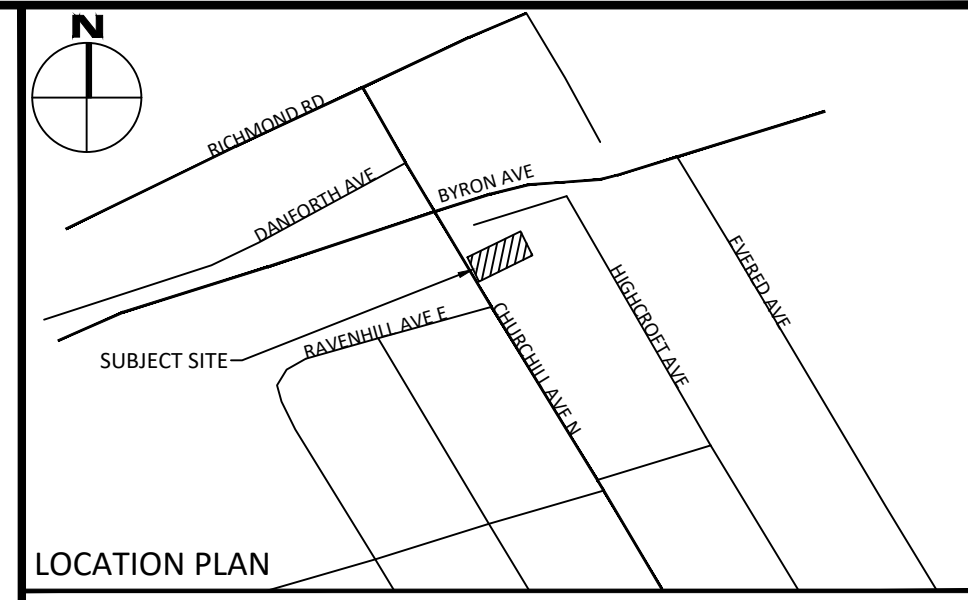 N
RICHMOND RD
DANFORTH AVE
BYRON AVE
EVERED AVE
HIGHCROFT AVE
RAVENHILL AVE E
CHURCHILL AVE N
SUBJECT SITE
LOCATION PLAN